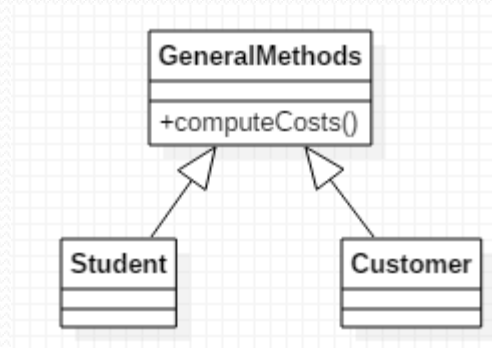 GeneralMethods
+computeCosts()
Student
Customer